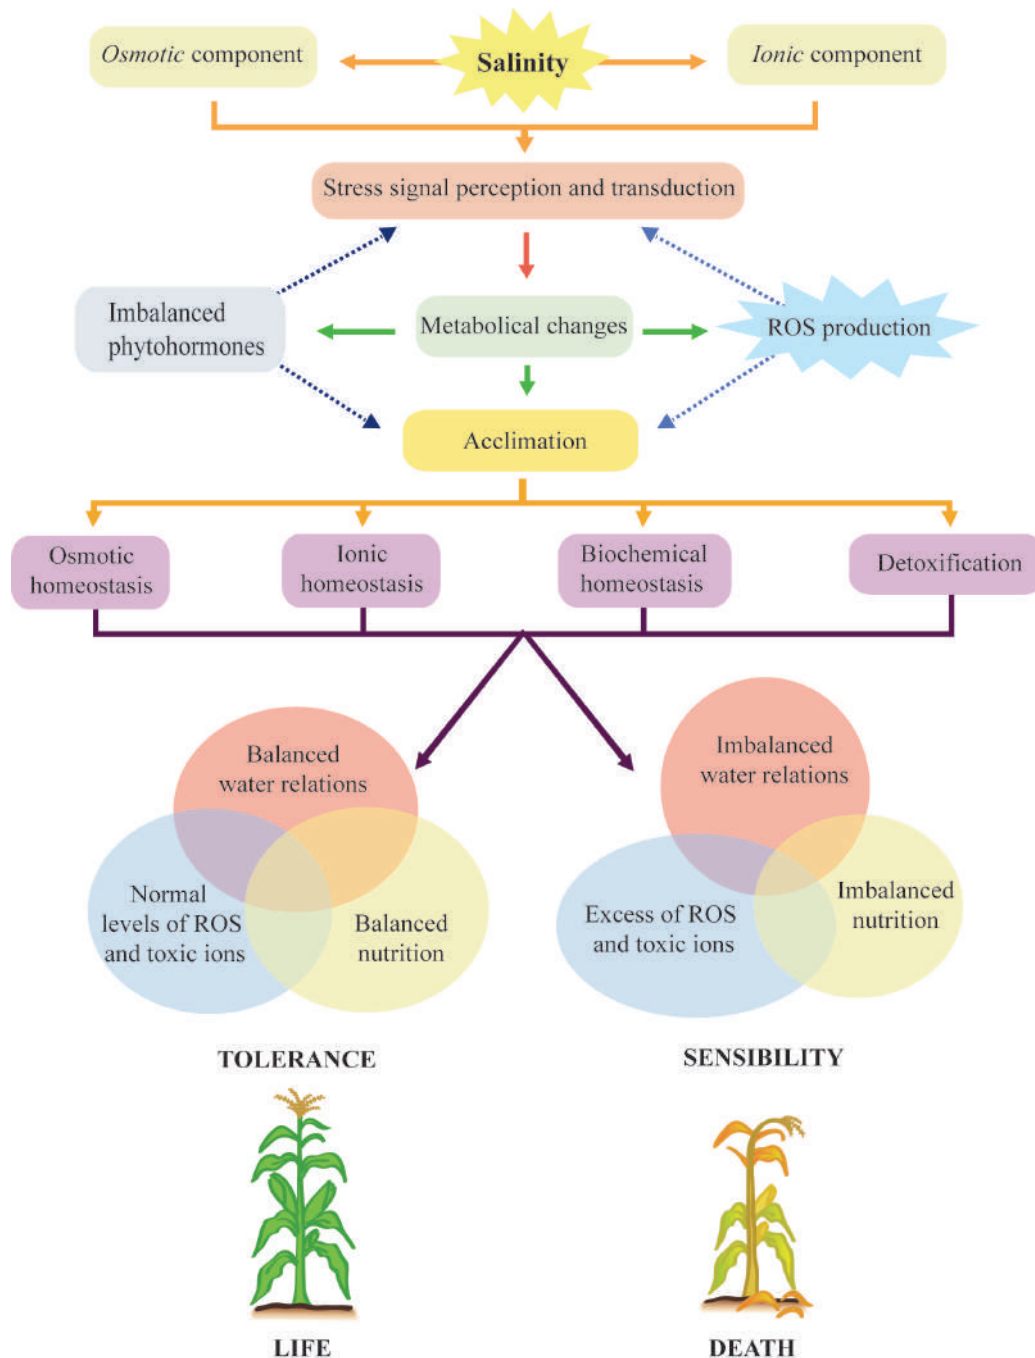 Osmotic component
Salinity
Ionic component
Stress signal perception and transduction
Imbalanced
phytohormones
Metabolical changes
ROS production
Acclimation
Osmotic
homeostasis
Ionic
homeostasis
Biochemical
homeostasis
Detoxification
Balanced
water relations
Normal
levels of ROS
and toxic ions
Balanced
nutrition
Imbalanced
water relations
Excess of ROS
and toxic ions
Imbalanced
nutrition
TOLERANCE
SENSIBILITY
LIFE
DEATH